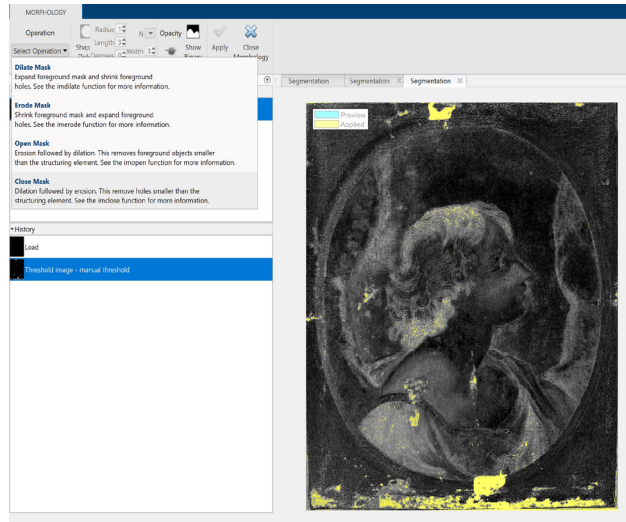 MORPHOLOGY
Operation
Select Operation
Radius 1
Length 3
Degrees 0
Width 3
N
Opacity
Show
Binary
Apply
Close
Morphology
Dilate Mask
Expand foreground mask and shrink foreground
holes. See the imdilate function for more information.
Erode Mask
Shrink foreground mask and expand foreground
holes. See the imerode function for more information.
Open Mask
Erosion followed by dilation. This removes foreground objects smaller
than the structuring element. See the imopen function for more information.
Close Mask
Dilation followed by erosion. This remove holes smaller than the
structuring element. See the imclose function for more information.
History
Load
Threshold image - manual threshold
Segmentation
Segmentation
Segmentation
Preview
Applied